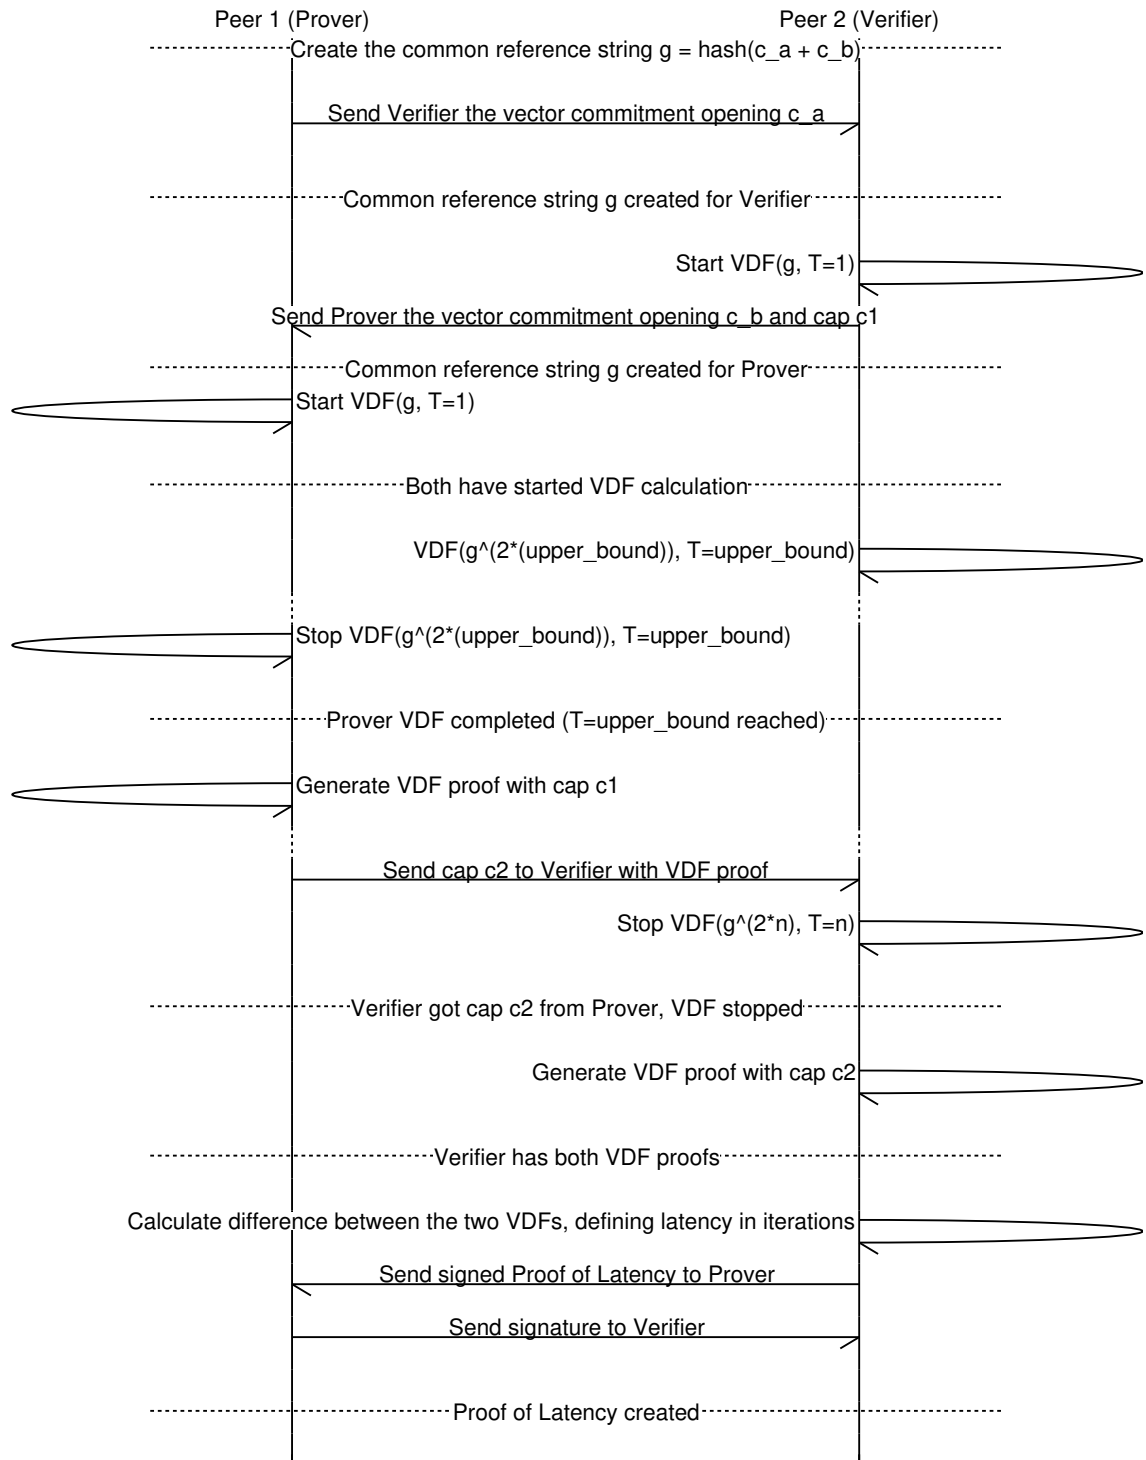 Peer 1 (Prover)
Peer 2 (Verifier)
Create the common reference string g = hash(c_a + c_b)
Send Verifier the vector commitment opening c_a
Common reference string g created for Verifier
Start VDF(g, T=1)
Send Prover the vector commitment opening c_b and cap c1
Common reference string g created for Prover
Start VDF(g, T=1)
Both have started VDF calculation
VDF(g^(2*(upper_bound)), T=upper_bound)
Stop VDF(g^(2*(upper_bound)), T=upper_bound)
Prover VDF completed (T=upper_bound reached)
Generate VDF proof with cap c1
Send cap c2 to Verifier with VDF proof
Stop VDF(g^(2*n), T=n)
Verifier got cap c2 from Prover, VDF stopped
Generate VDF proof with cap c2
Verifier has both VDF proofs
Calculate difference between the two VDFs, defining latency in iterations
Send signed Proof of Latency to Prover
Send signature to Verifier
Proof of Latency created